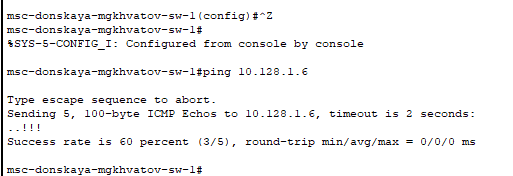 msc-donskaya-mgkhvatov-sw-1(config)#^Z
msc-donskaya-mgkhvatov-sw-1#
%SYS-5-CONFIG_I: Configured from console by console
msc-donskaya-mgkhvatov-sw-1#ping 10.128.1.6
Type escape sequence to abort.
Sending 5, 100-byte ICMP Echos to 10.128.1.6, timeout is 2 seconds:
..!!!
Success rate is 60 percent (3/5), round-trip min/avg/max = 0/0/0 ms
msc-donskaya-mgkhvatov-sw-1#